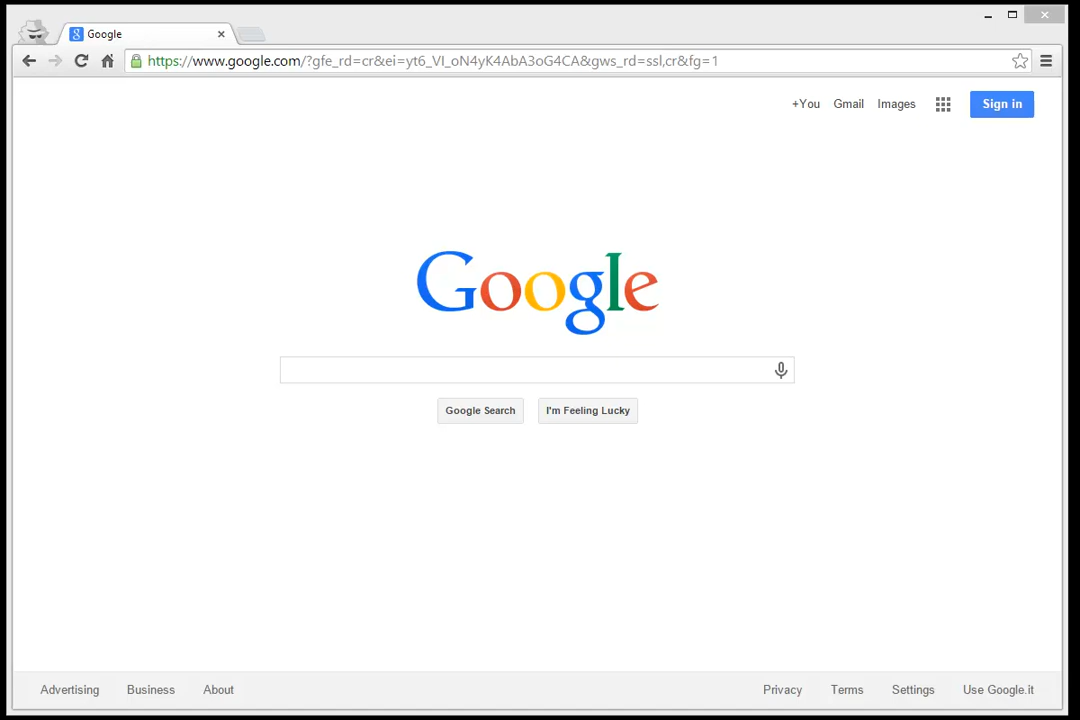 Google
https://www.google.com/?gfe_rd=cr&ei=yt6_VI_oN4yK4AbA3oG4CA&gws_rd=ssl,cr&fg=1
+You Gmail Images Sign in
Google
Google Search I'm Feeling Lucky
Advertising Business About Privacy Terms Settings Use Google.it